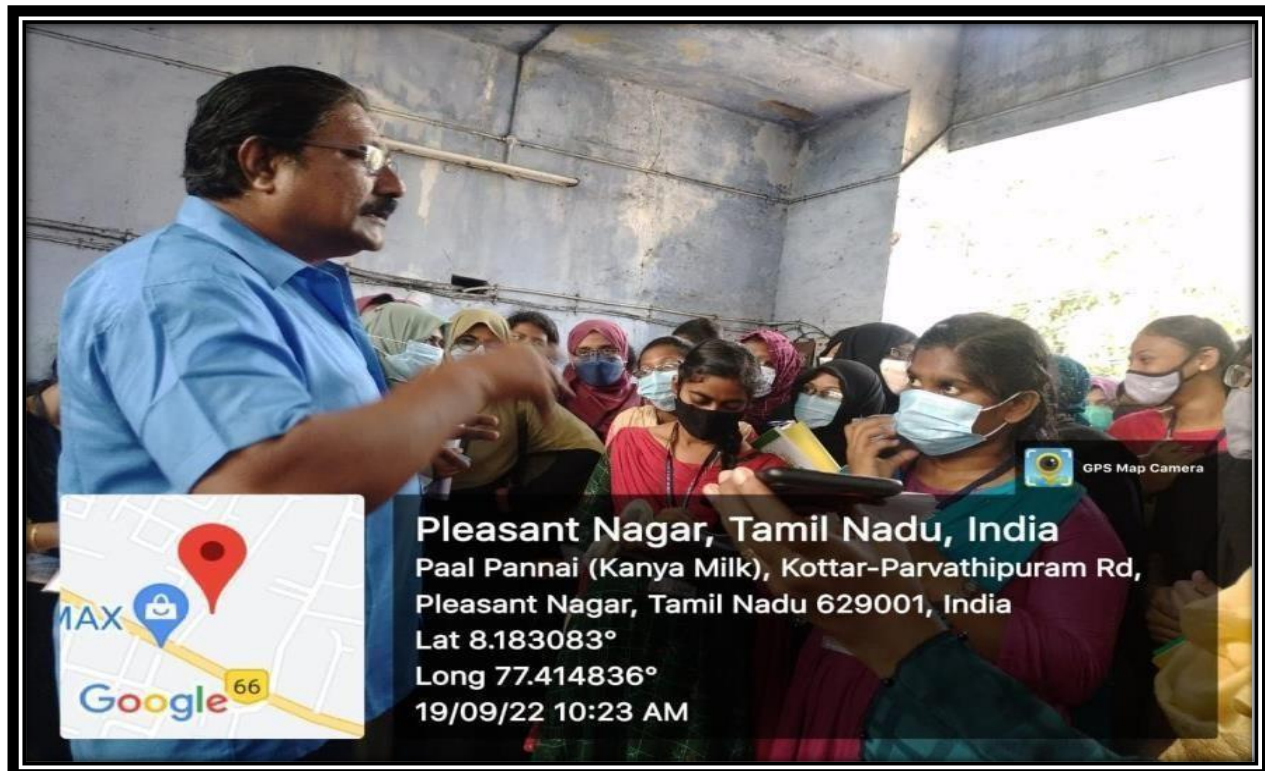 GPS Map Camera
Pleasant Nagar, Tamil Nadu, India
Paal Pannai (Kanya Milk), Kottar-Parvathipuram Rd,
Pleasant Nagar, Tamil Nadu 629001, India
Lat 8.183083°
Long 77.414836°
19/09/22 10:23 AM
MAX
66
Google